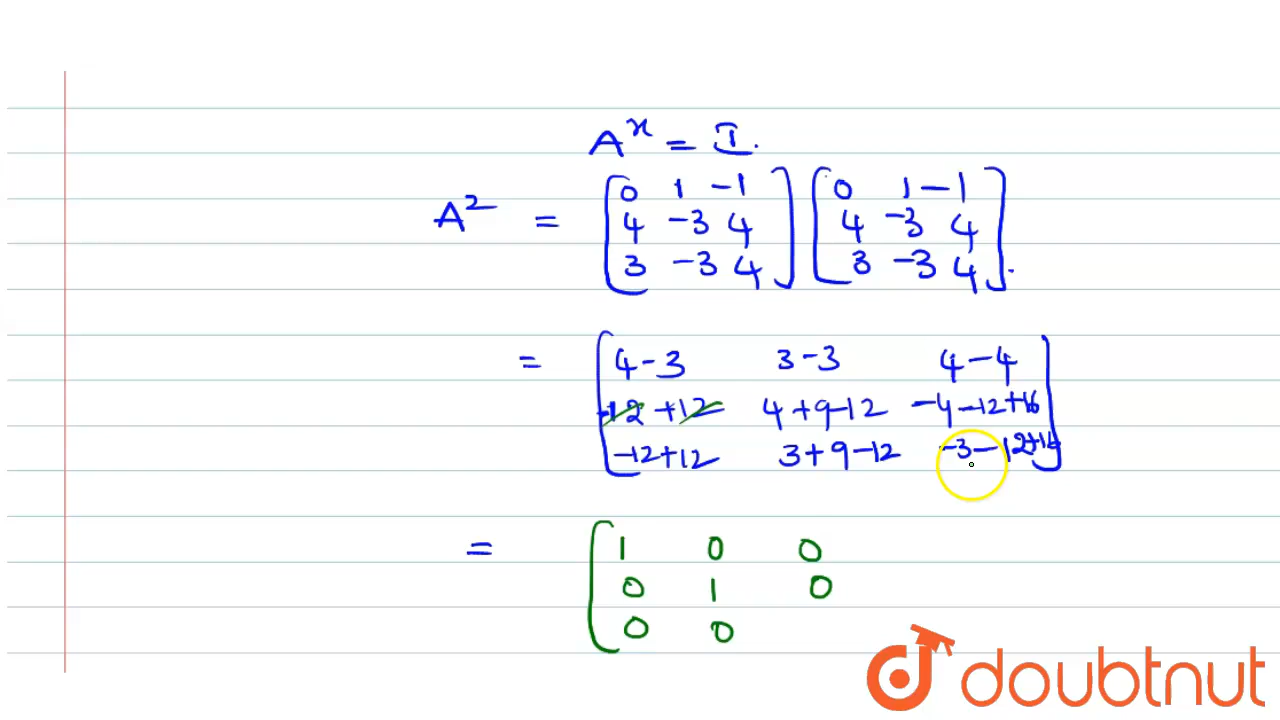 Aˣ = I.
A² = [0 1 -1] [0 1 -1]
[4 -3 4] [4 -3 4]
[3 -3 4] [3 -3 4].
= [4-3 3-3 4-4]
[-12+12 4+9-12 -4-12+16]
[-12+12 3+9-12 -3-12+16]
= [1 0 0
0 1 0
0 0
doubtnut